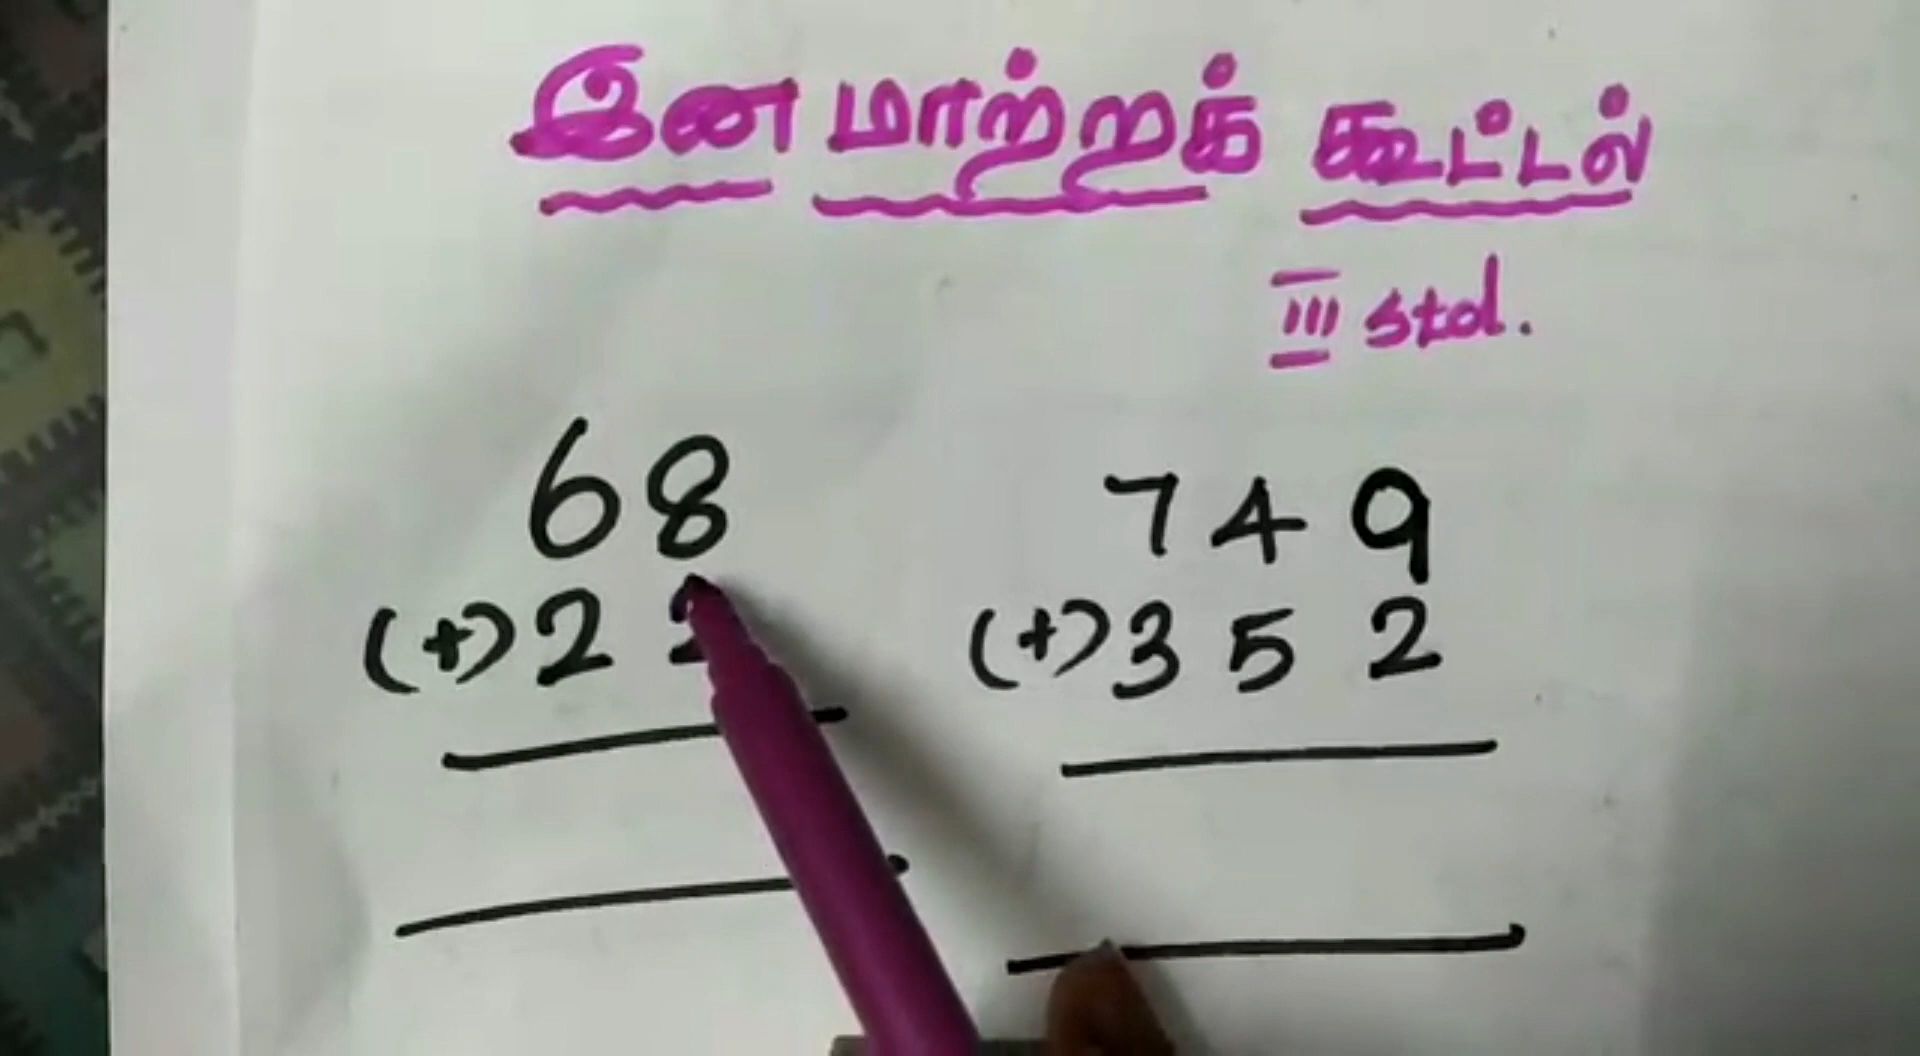 இன மாற்றக் கூட்டல்
III std.
68
(+) 2
749
(+) 352